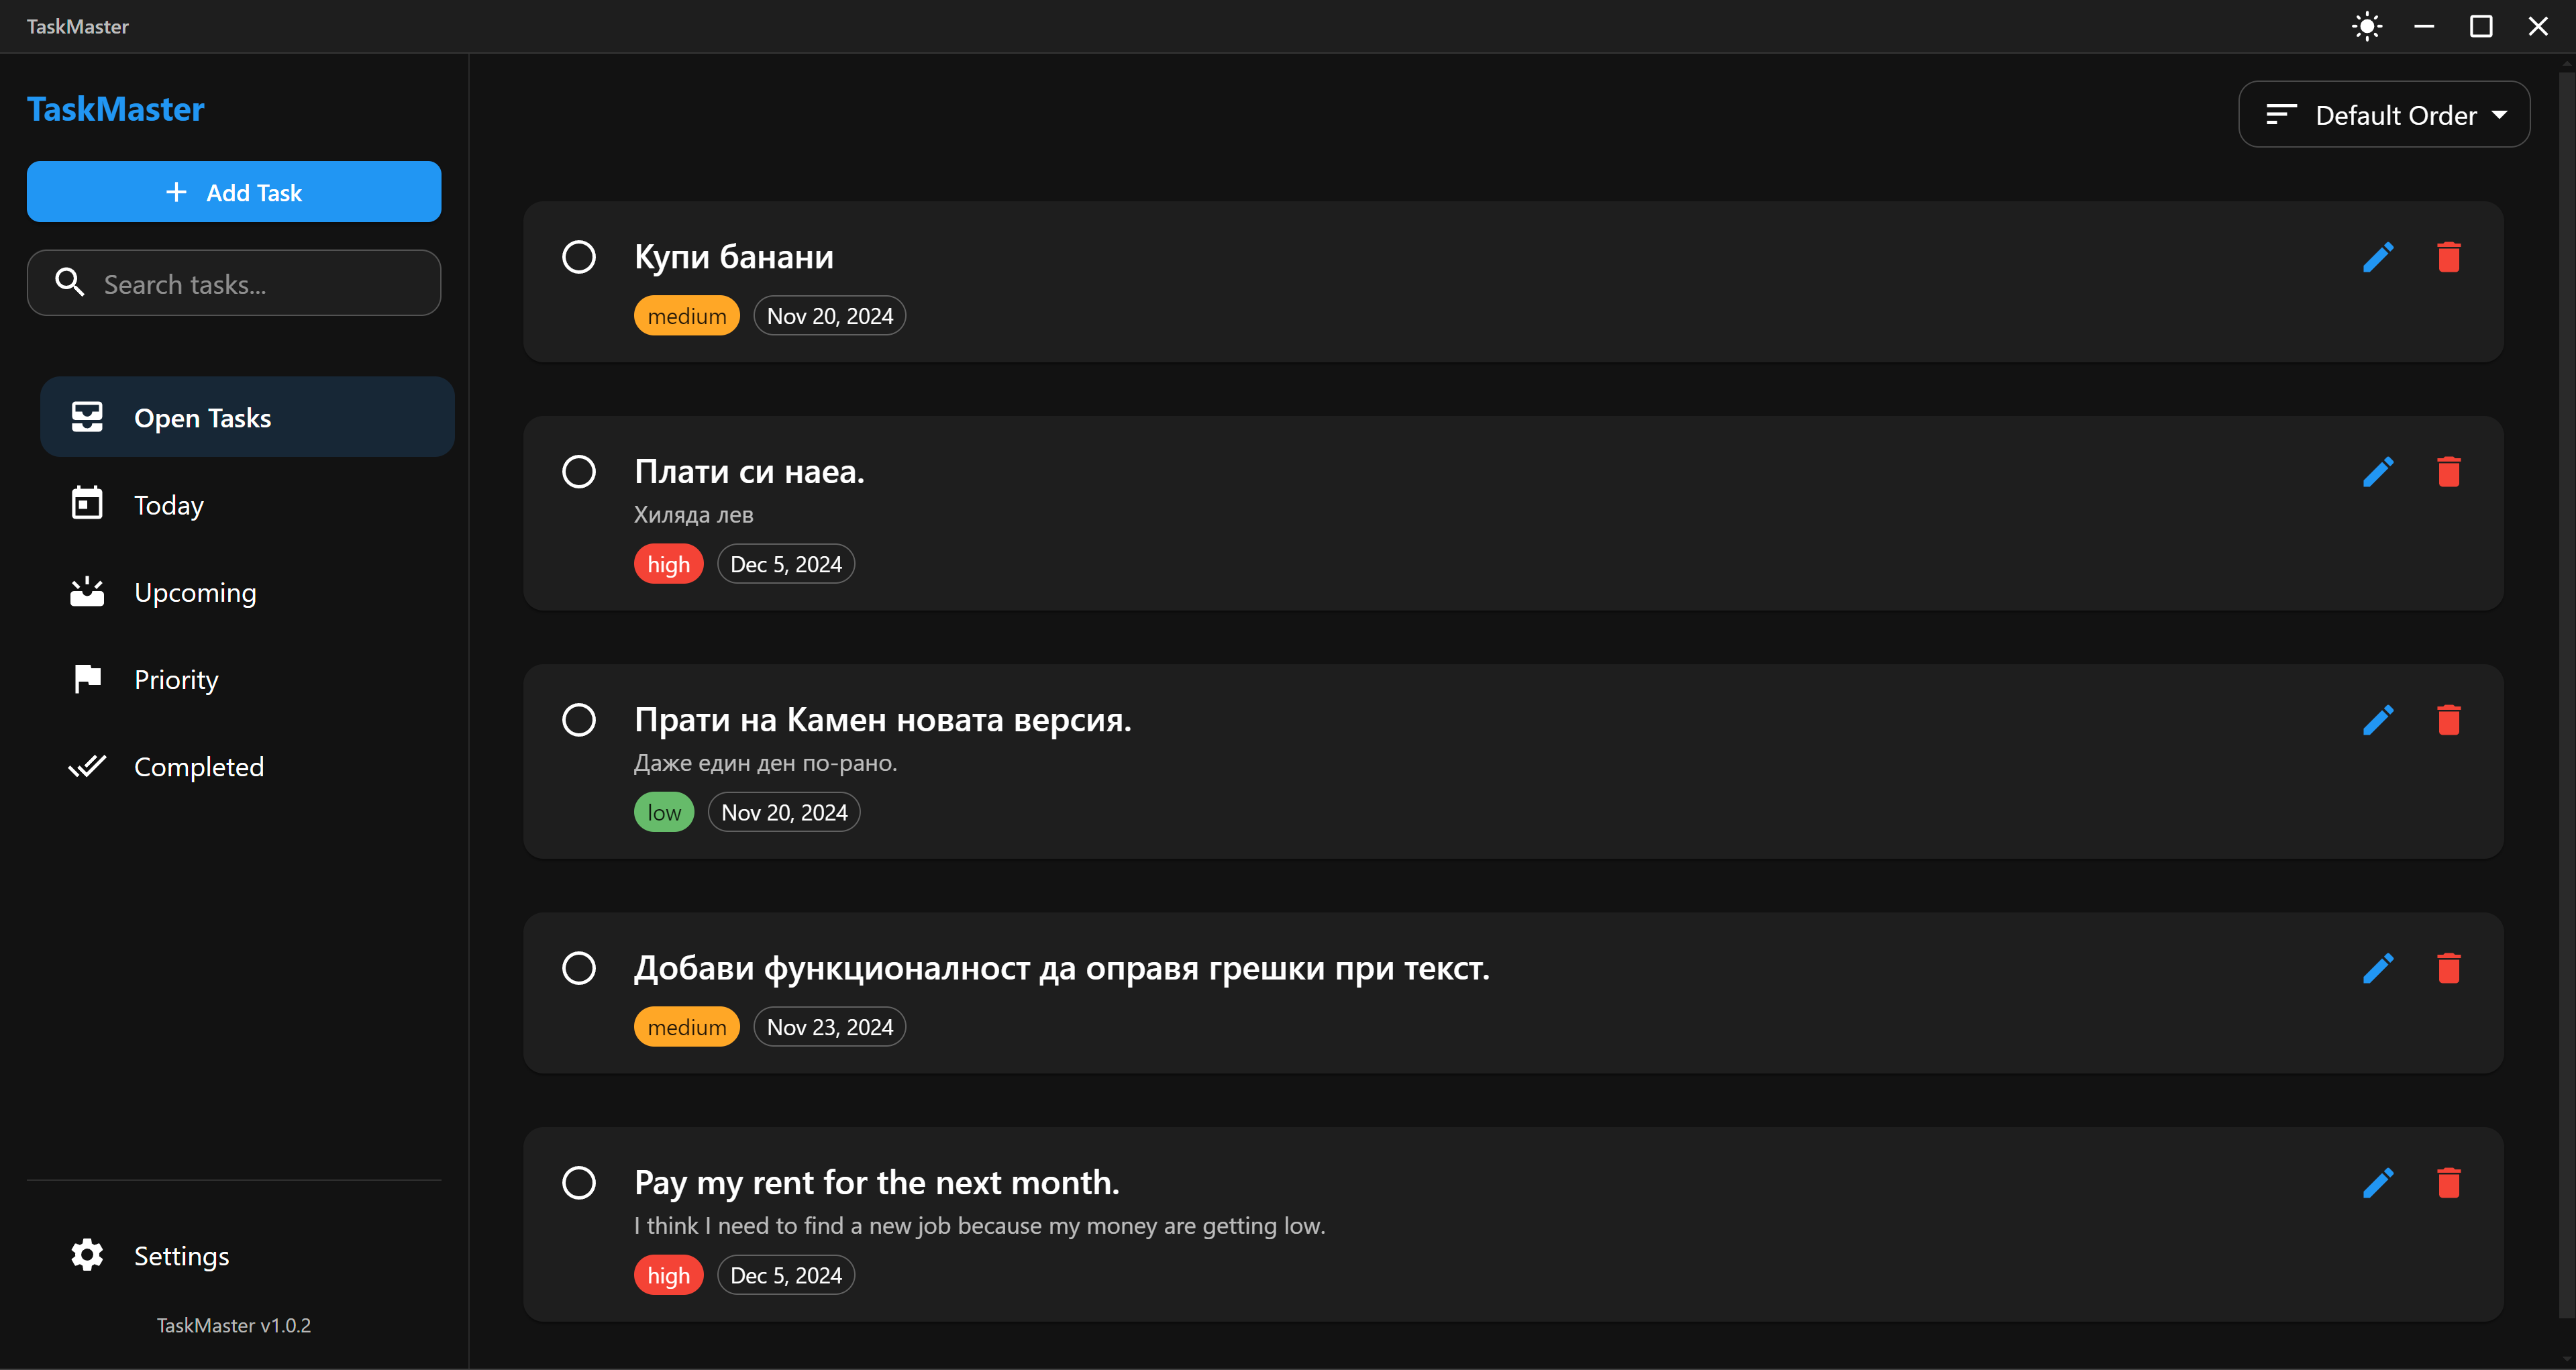 TaskMaster
TaskMaster
Add Task
Search tasks...
Open Tasks
Today
Upcoming
Priority
Completed
Settings
TaskMaster v1.0.2
Default Order
Купи банани
medium Nov 20, 2024
Плати си наеа.
Хиляда лев
high Dec 5, 2024
Прати на Камен новата версия.
Даже един ден по-рано.
low Nov 20, 2024
Добави функционалност да оправя грешки при текст.
medium Nov 23, 2024
Pay my rent for the next month.
I think I need to find a new job because my money are getting low.
high Dec 5, 2024